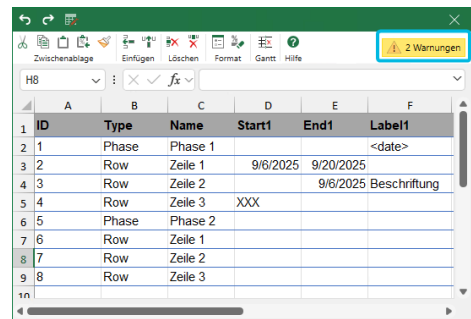 2 Warnungen
Zwischenablage Einfügen Löschen Format Gantt Hilfe
H8 fx
A B C D E F
1 ID Type Name Start1 End1 Label1
2 1 Phase Phase 1 <date>
3 2 Row Zeile 1 9/6/2025 9/20/2025
4 3 Row Zeile 2 9/6/2025 Beschriftung
5 4 Row Zeile 3 XXX
6 5 Phase Phase 2
7 6 Row Zeile 1
8 7 Row Zeile 2
9 8 Row Zeile 3
10